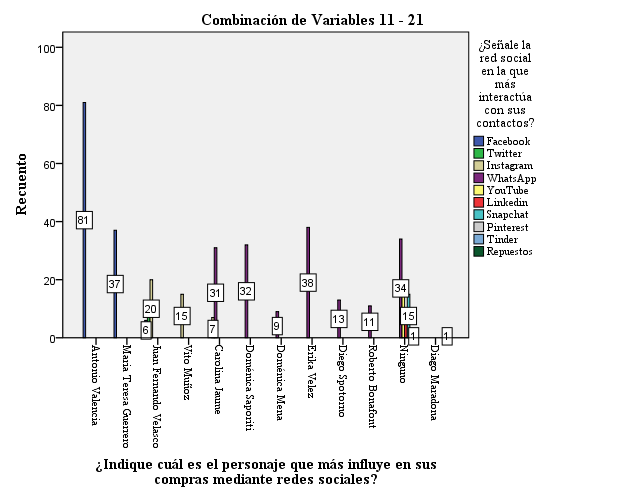 Combinación de Variables 11 - 21
100
80
60
40
20
0
Recuento
81
37
6
20
15
7
31
32
9
38
13
11
34
15
1
1
Antonio Valencia
Maria Teresa Guerrero
Juan Fernando Velasco
Vito Muñoz
Carolina Jaume
Doménica Saporiti
Doménica Mena
Erika Velez
Diego Spotorno
Roberto Bonafont
Ninguno
Diago Maradona
¿Indique cuál es el personaje que más influye en sus
compras mediante redes sociales?
¿Señale la
red social
en la que
más
interactúa
con sus
contactos?
Facebook
Twitter
Instagram
WhatsApp
YouTube
Linkedin
Snapchat
Pinterest
Tinder
Repuestos